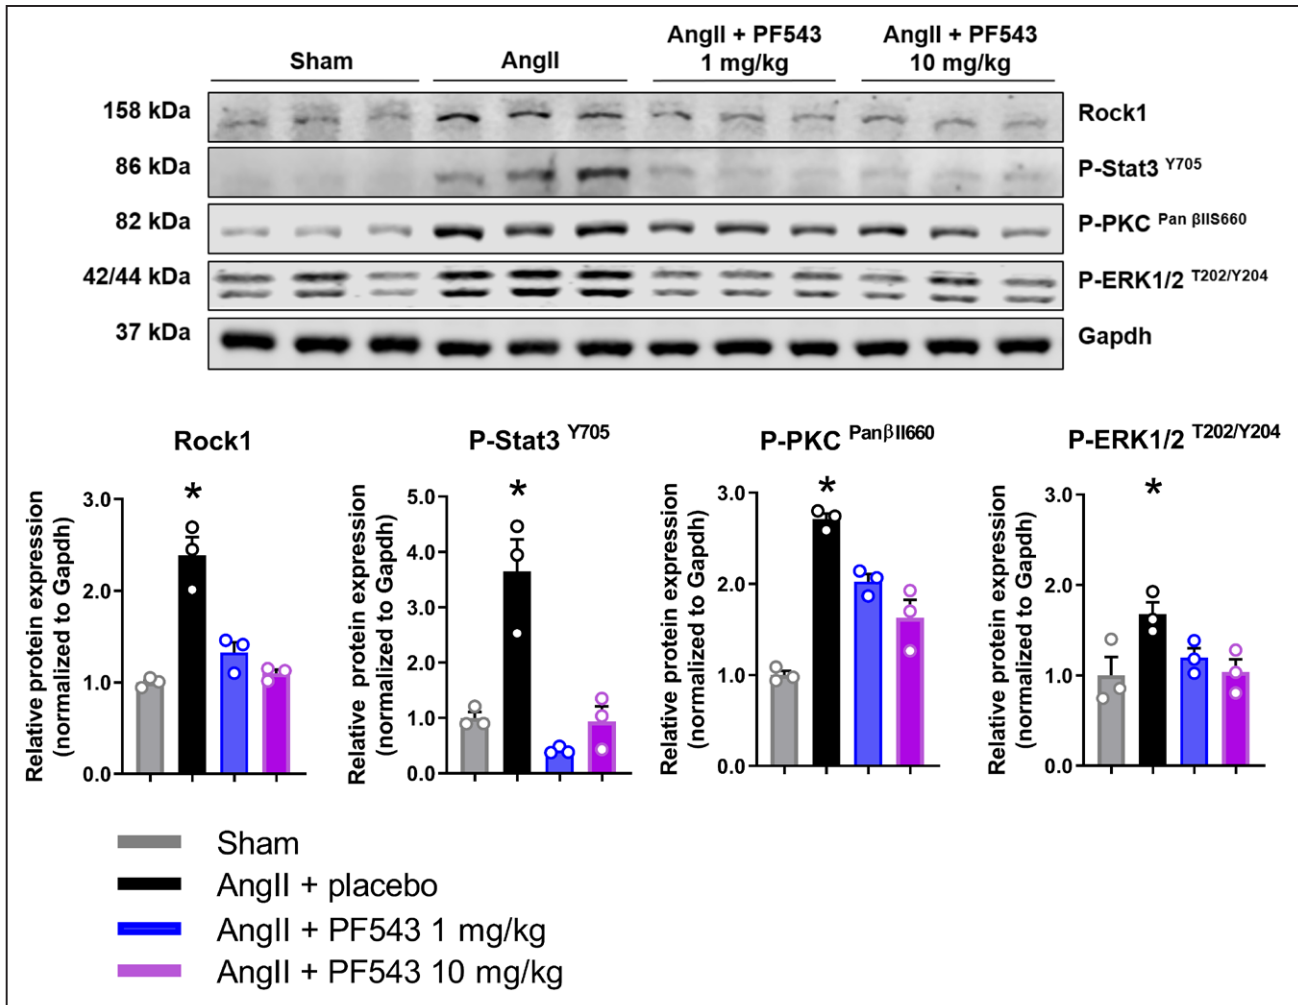 Sham
AngII
AngII + PF543
1 mg/kg
AngII + PF543
10 mg/kg
158 kDa
Rock1
86 kDa
P-Stat3 Y705
82 kDa
P-PKC Pan βIIS660
42/44 kDa
P-ERK1/2 T202/Y204
37 kDa
Gapdh
Rock1
Relative protein expression
(normalized to Gapdh)
3.0
2.0
1.0
0.0
*
P-Stat3 Y705
Relative protein expression
(normalized to Gapdh)
5.0
4.0
3.0
2.0
1.0
0.0
*
P-PKC PanβII660
Relative protein expression
(normalized to Gapdh)
3.0
2.0
1.0
0.0
*
P-ERK1/2 T202/Y204
Relative protein expression
(normalized to Gapdh)
3.0
2.0
1.0
0.0
*
Sham
AngII + placebo
AngII + PF543 1 mg/kg
AngII + PF543 10 mg/kg